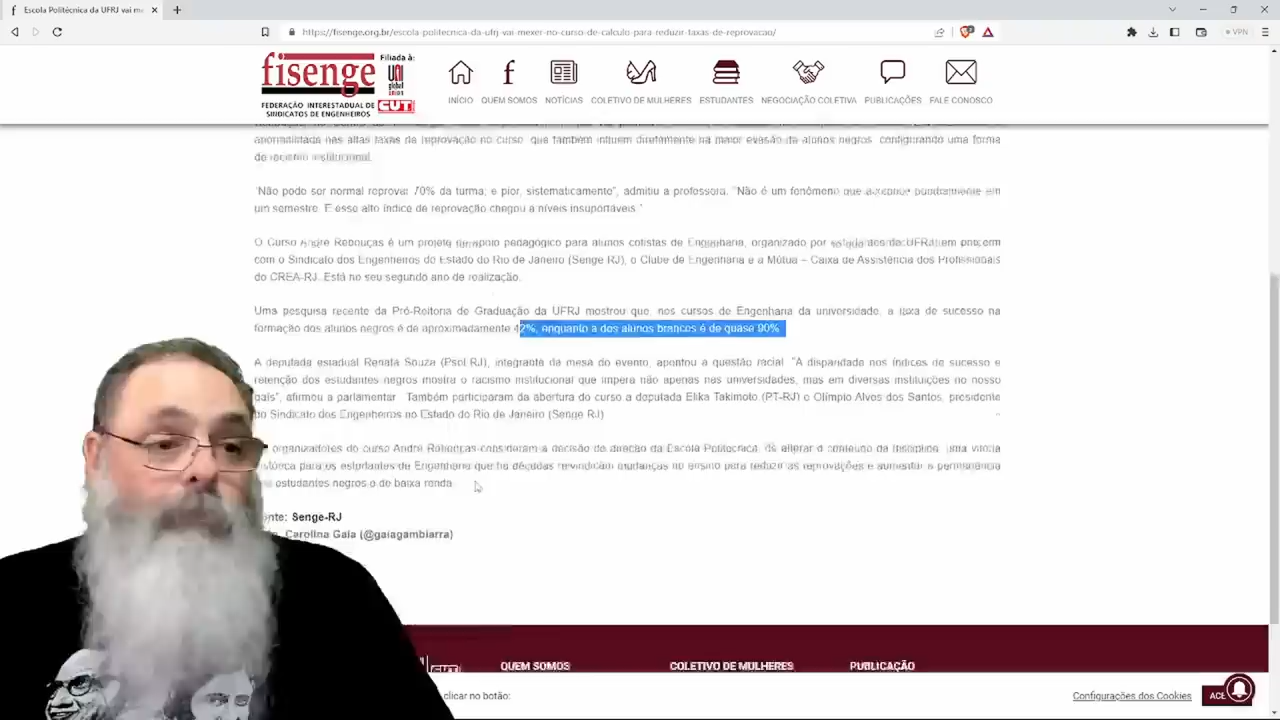 Escola Politécnica da UFRJ vai me
https://fisenge.org.br/escola-politecnica-da-ufrj-vai-mexer-no-curso-de-calculo-para-reduzir-taxas-de-reprovacao/
VPN
fisenge
FEDERAÇÃO INTERESTADUAL DE
SINDICATOS DE ENGENHEIROS
Filiada à:
UNI
global
union
CUT
INÍCIO QUEM SOMOS NOTÍCIAS COLETIVO DE MULHERES ESTUDANTES NEGOCIAÇÃO COLETIVA PUBLICAÇÕES FALE CONOSCO
nas altas taxas de reprovação no curso que também diretamente na maior evasão de alunos negros configurando uma forma
de institucional.
"Não pode ser normal reprovar 70% da turma, e pior, sistematicamente", admitiu a professora. "Não é um fenômeno que em
um semestre. E esse alto índice de reprovação chegou a níveis insuportáveis."
O Curso André Rebouças é um projeto de apoio pedagógico para alunos cotistas de Engenharia, organizado por estudantes da UFRJ em
com o Sindicato dos Engenheiros do Estado do Rio de Janeiro (Senge RJ), o Clube de Engenharia e a Mútua – Caixa de Assistência dos Profissionais
do CREA-RJ. Está no seu segundo ano de realização.
Uma pesquisa recente da Pró-Reitoria de Graduação da UFRJ mostrou que, nos cursos de Engenharia da universidade, a taxa de sucesso na
formação dos alunos negros é de aproximadamente 42%, enquanto a dos alunos brancos é de quase 90%.
A deputada estadual Renata Souza (Psol RJ), integrante da mesa do evento, apontou a questão racial. "A disparidade nos índices de sucesso e
retenção dos estudantes negros mostra o racismo institucional que impera não apenas nas universidades, mas em diversas instituições no nosso
país", afirmou a parlamentar. Também participaram da abertura do curso a deputada Elika Takimoto (PT-RJ) e Olímpio Alves dos Santos, presidente
do Sindicato dos Engenheiros no Estado do Rio de Janeiro (Senge RJ)
organizadores do curso André Rebouças consideram a decisão da direção da Escola Politécnica, de alterar o conteúdo da disciplina, uma vitória
para os estudantes de Engenharia que há décadas reivindicam mudanças no ensino para reduzir as reprovações e aumentar a permanência
estudantes negros e de baixa renda.
Senge-RJ
Carolina Gaia (@gaiagambiarra)
CUT
QUEM SOMOS COLETIVO DE MULHERES PUBLICAÇÃO
clicar no botão:
Configurações dos Cookies